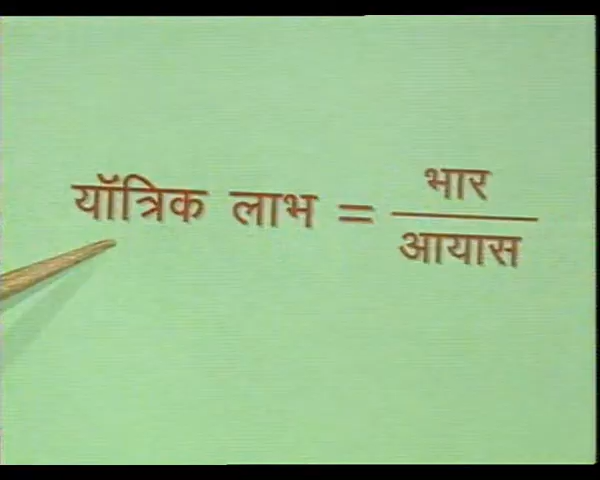 यॉत्रिक लाभ = भार
आयास